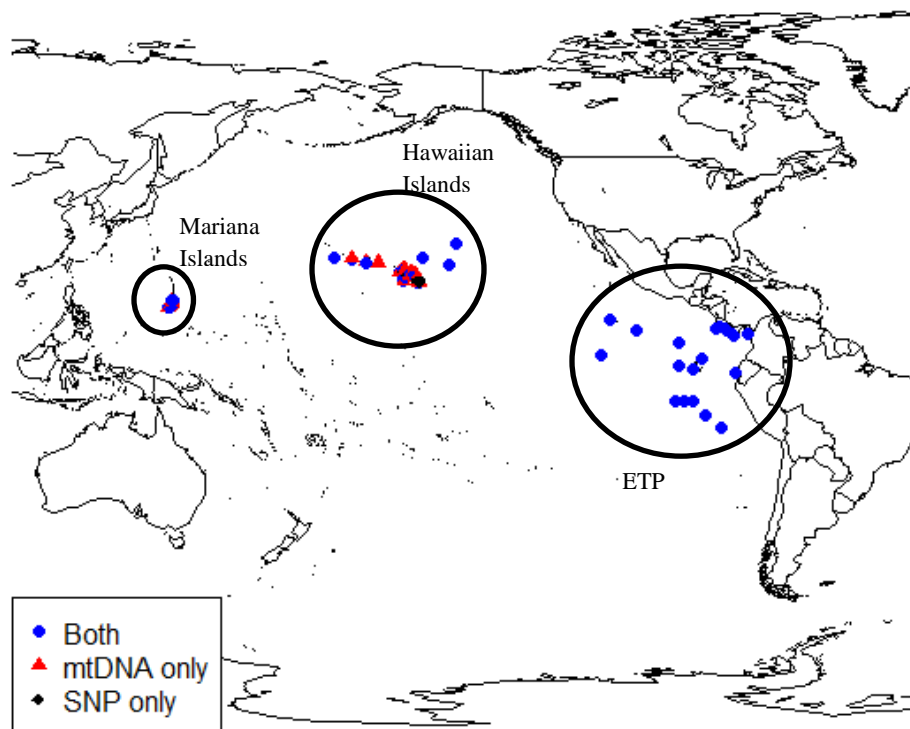 Hawaiian
Islands
Mariana
Islands
ETP
Both
mtDNA only
SNP only